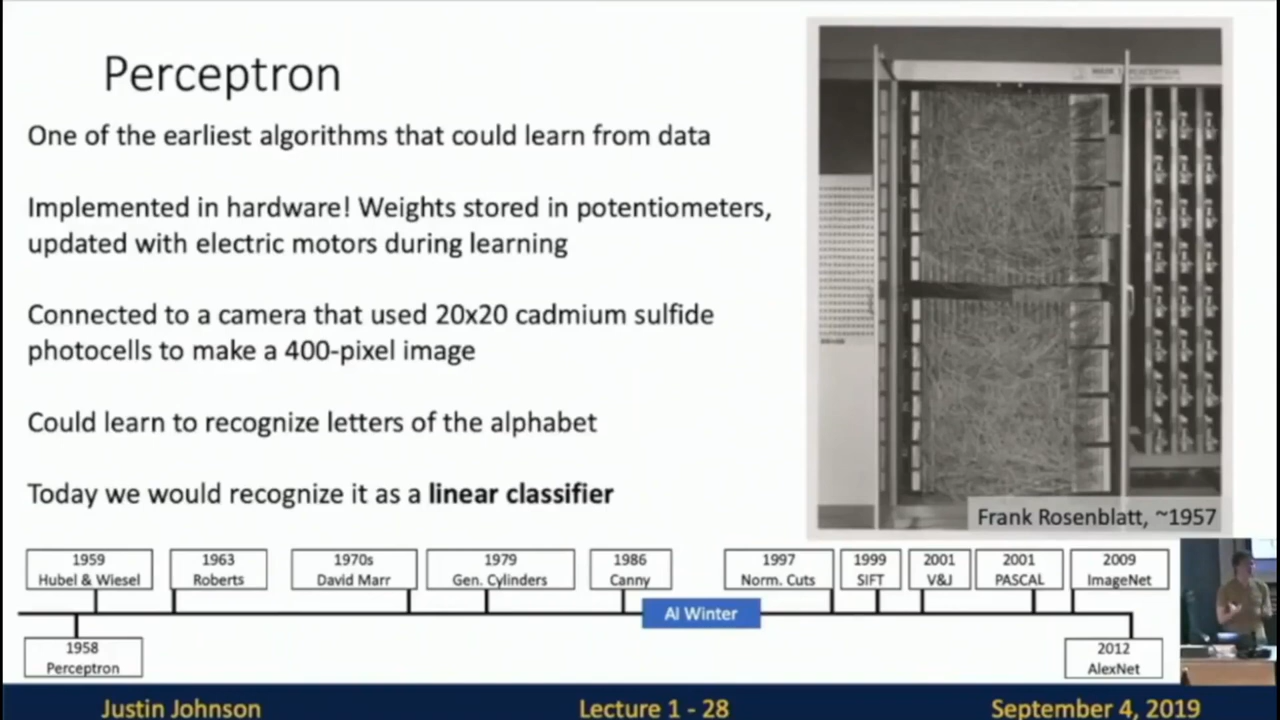 Perceptron
One of the earliest algorithms that could learn from data
Implemented in hardware! Weights stored in potentiometers,
updated with electric motors during learning
Connected to a camera that used 20x20 cadmium sulfide
photocells to make a 400-pixel image
Could learn to recognize letters of the alphabet
Today we would recognize it as a linear classifier
Frank Rosenblatt, ~1957
1959
Hubel & Wiesel
1963
Roberts
1970s
David Marr
1979
Gen. Cylinders
1986
Canny
1997
Norm. Cuts
1999
SIFT
2001
V&J
2001
PASCAL
2009
ImageNet
AI Winter
1958
Perceptron
2012
AlexNet
Justin Johnson
Lecture 1 - 28
September 4, 2019